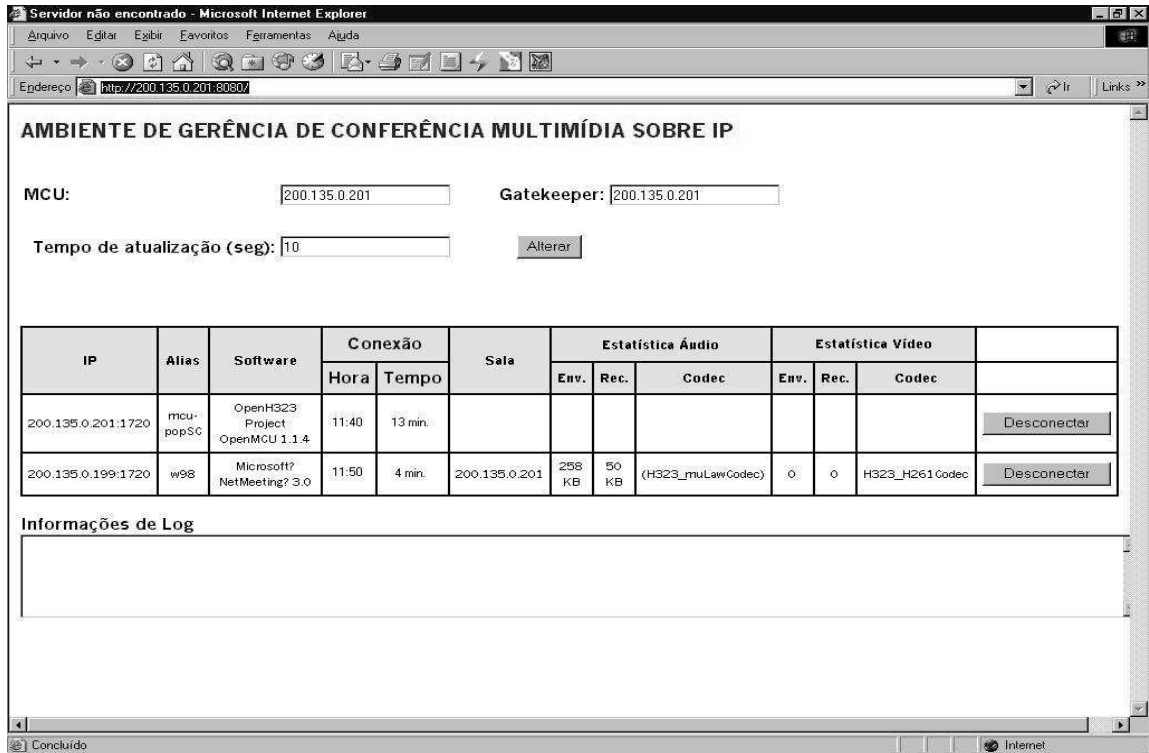 Servidor não encontrado - Microsoft Internet Explorer
Arquivo Editar Exibir Favoritos Ferramentas Ajuda
Endereço http://200.135.0.201:8080/ Ir Links »
AMBIENTE DE GERÊNCIA DE CONFERÊNCIA MULTIMÍDIA SOBRE IP
MCU: 200.135.0.201 Gatekeeper: 200.135.0.201
Tempo de atualização (seg): 10 Alterar
IP Alias Software Conexão Sala Estatística Áudio Estatística Vídeo
Hora Tempo Env. Rec. Codec Env. Rec. Codec
200.135.0.201:1720 mcu-popSC OpenH323 Project OpenMCU 1.1.4 11:40 13 min. Desconectar
200.135.0.199:1720 w98 Microsoft? NetMeeting? 3.0 11:50 4 min. 200.135.0.201 258 KB 50 KB (H323_muLawCodec) 0 0 H323_H261Codec Desconectar
Informações de Log
Concluído Internet